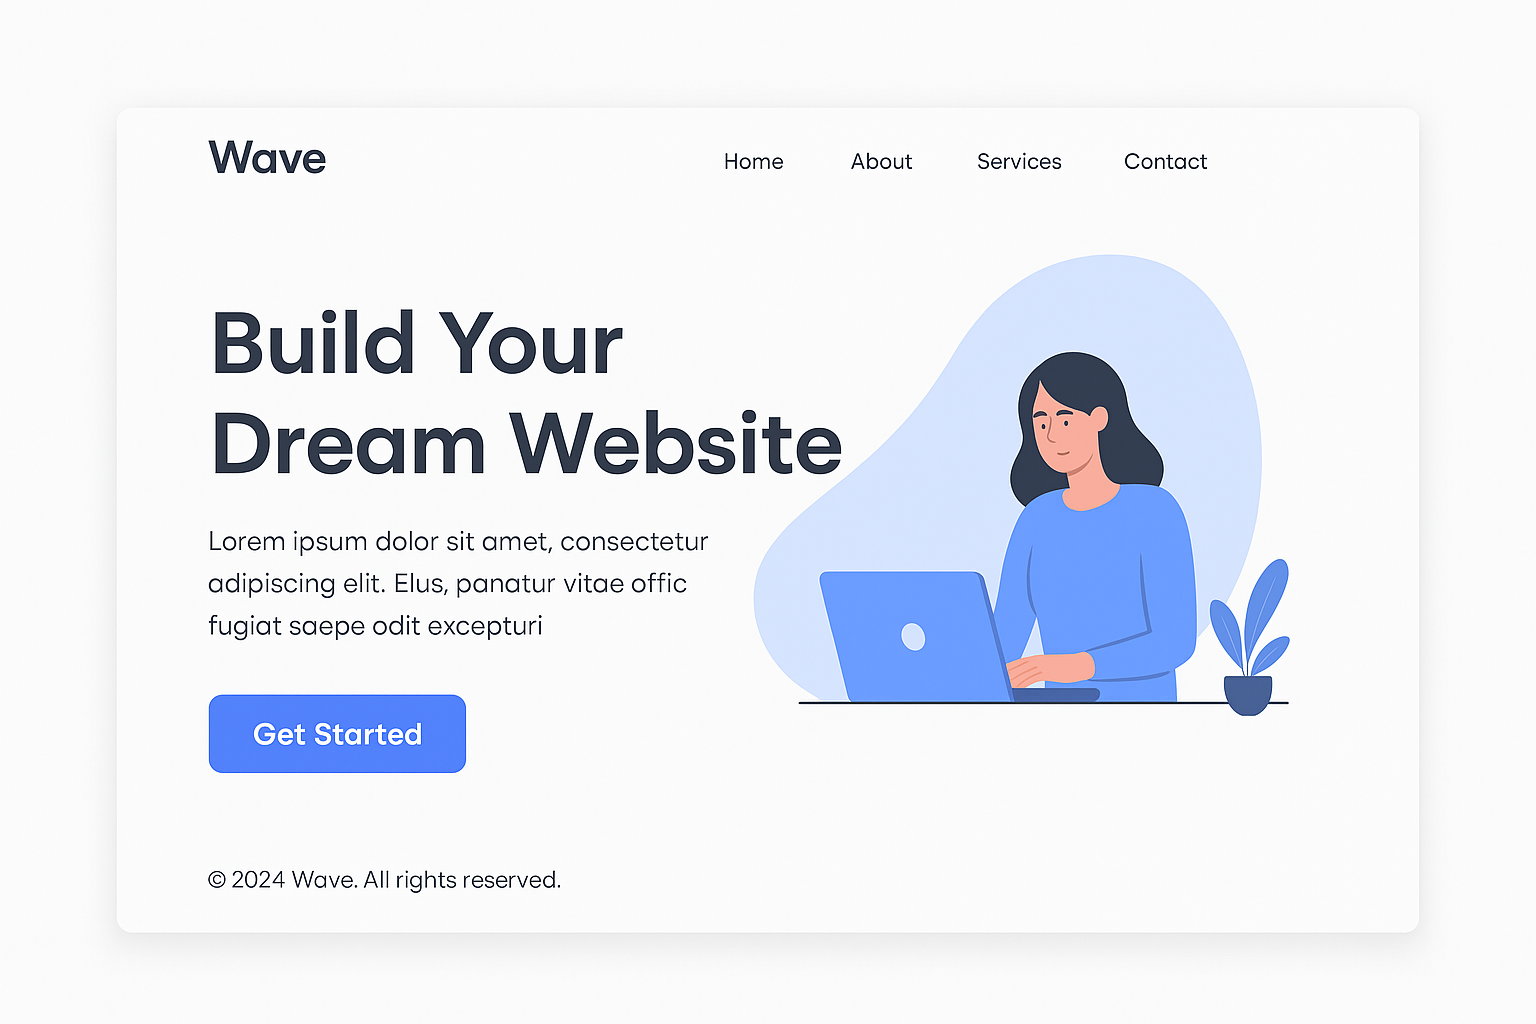 Wave
Home About Services Contact
Build Your
Dream Website
Lorem ipsum dolor sit amet, consectetur
adipiscing elit. Elus, panatur vitae offic
fugiat saepe odit excepturi
Get Started
© 2024 Wave. All rights reserved.